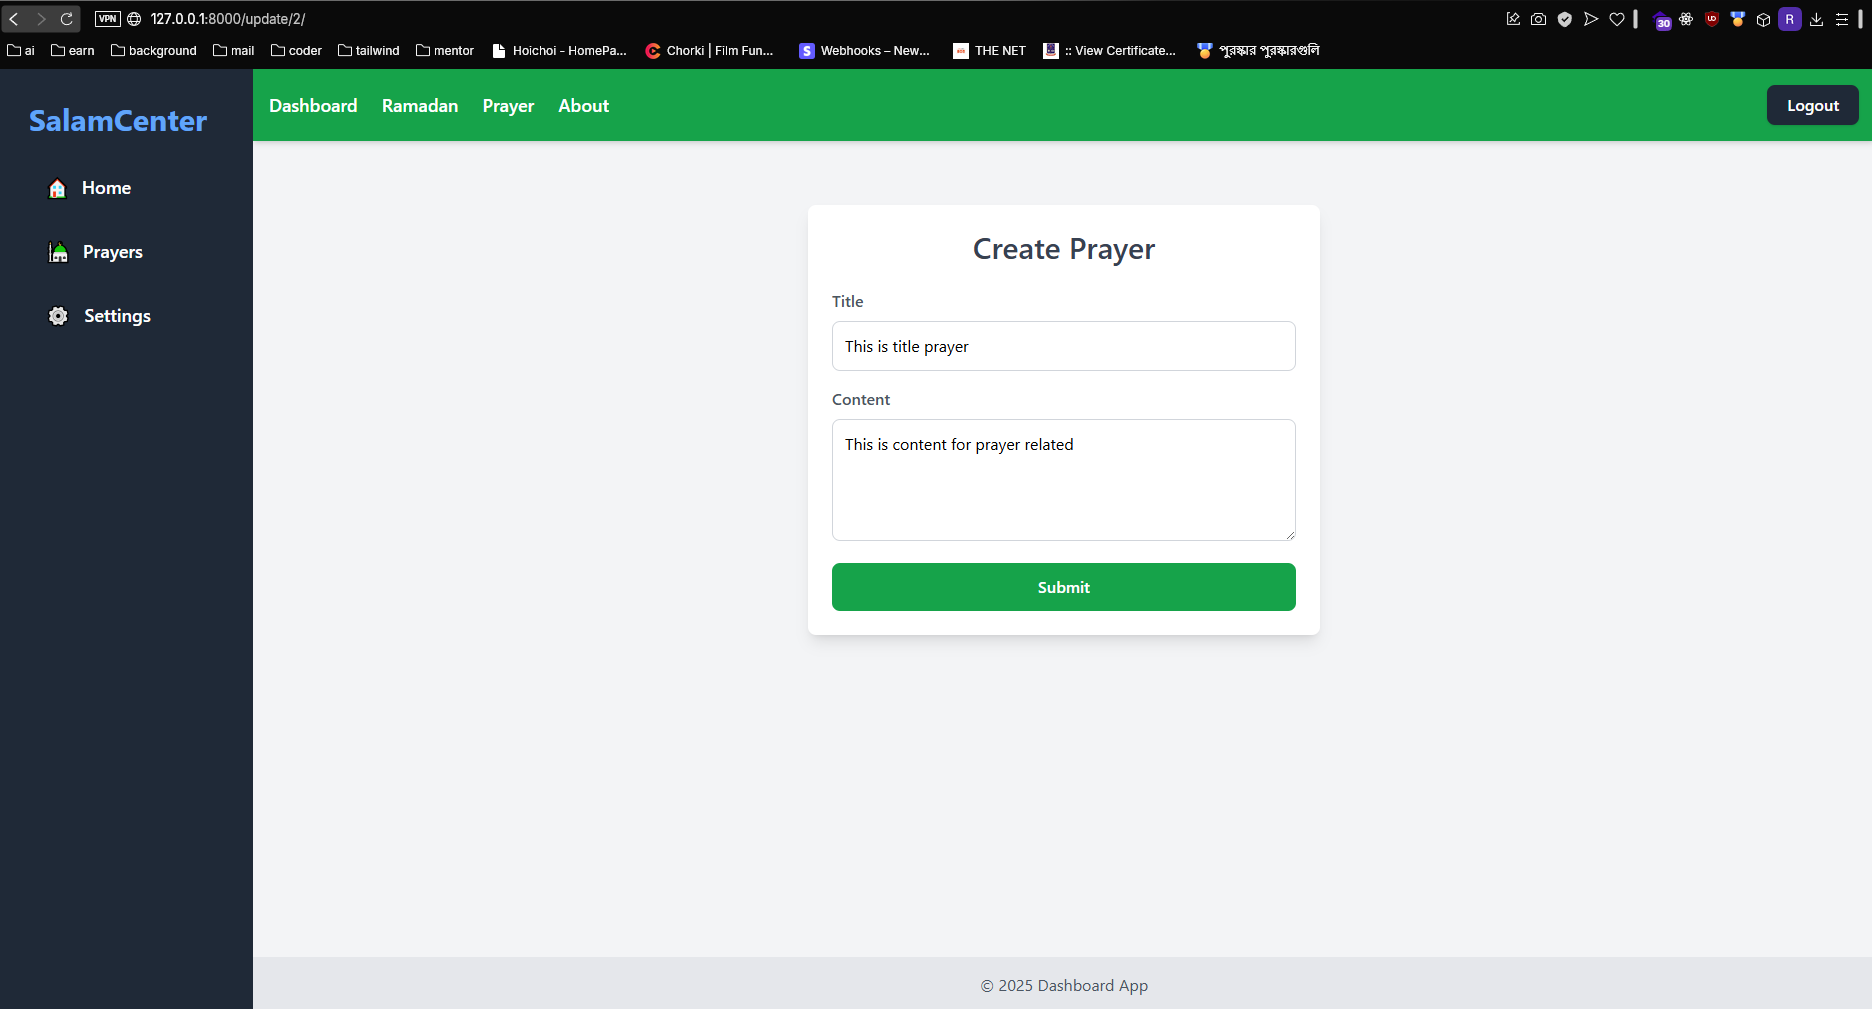 VPN 127.0.0.1:8000/update/2/ 30 R
ai earn background mail coder tailwind mentor Hoichoi - HomePa... Chorki | Film Fun... S Webhooks – New... THE NET :: View Certificate... পুরস্কার পুরস্কারগুলি
SalamCenter
Home
Prayers
Settings
Dashboard Ramadan Prayer About Logout
Create Prayer
Title
This is title prayer
Content
This is content for prayer related
Submit
© 2025 Dashboard App